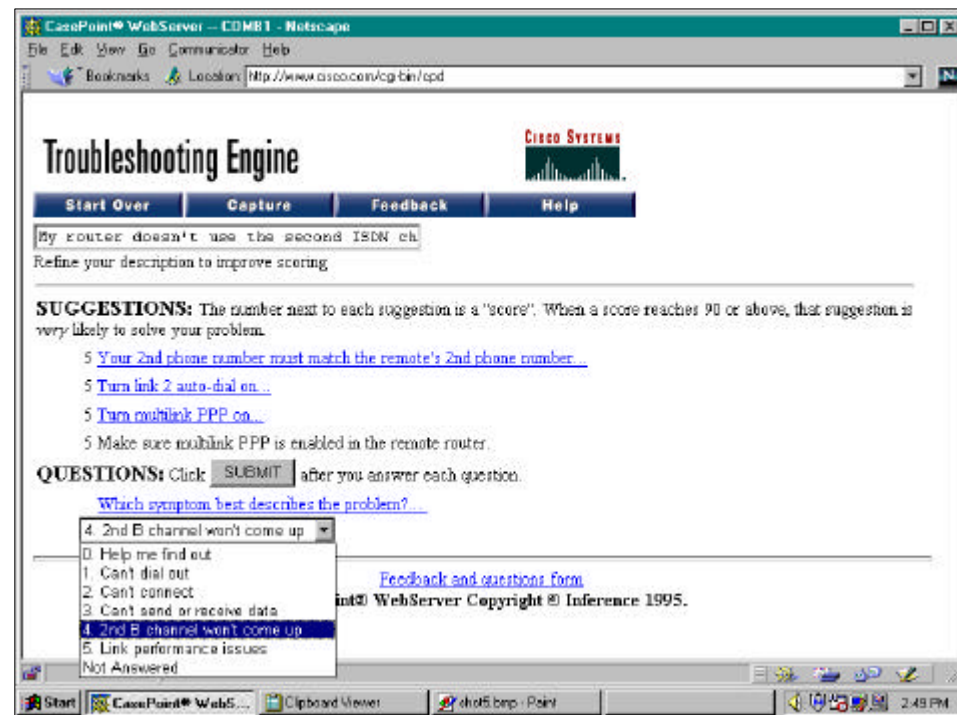 CasePoint® WebServer -- COMB1 - Netscape
File Edit View Go Communicator Help
Bookmarks Location: http://www.cisco.com/cgi-bin/cpd
N
Troubleshooting Engine
CISCO SYSTEMS
Start Over Capture Feedback Help
My router doesn't use the second ISDN ch
Refine your description to improve scoring
SUGGESTIONS: The number next to each suggestion is a "score". When a score reaches 90 or above, that suggestion is
very likely to solve your problem.
5 Your 2nd phone number must match the remote's 2nd phone number...
5 Turn link 2 auto-dial on...
5 Turn multilink PPP on...
5 Make sure multilink PPP is enabled in the remote router.
QUESTIONS: Click SUBMIT after you answer each question.
Which symptom best describes the problem?...
4. 2nd B channel won't come up
0. Help me find out
1. Can't dial out
2. Can't connect
3. Can't send or receive data
4. 2nd B channel won't come up
5. Link performance issues
Not Answered
Feedback and questions form
int® WebServer Copyright © Inference 1995.
Start CasePoint® WebS... Clipboard Viewer shot5.bmp - Paint 2:49 PM